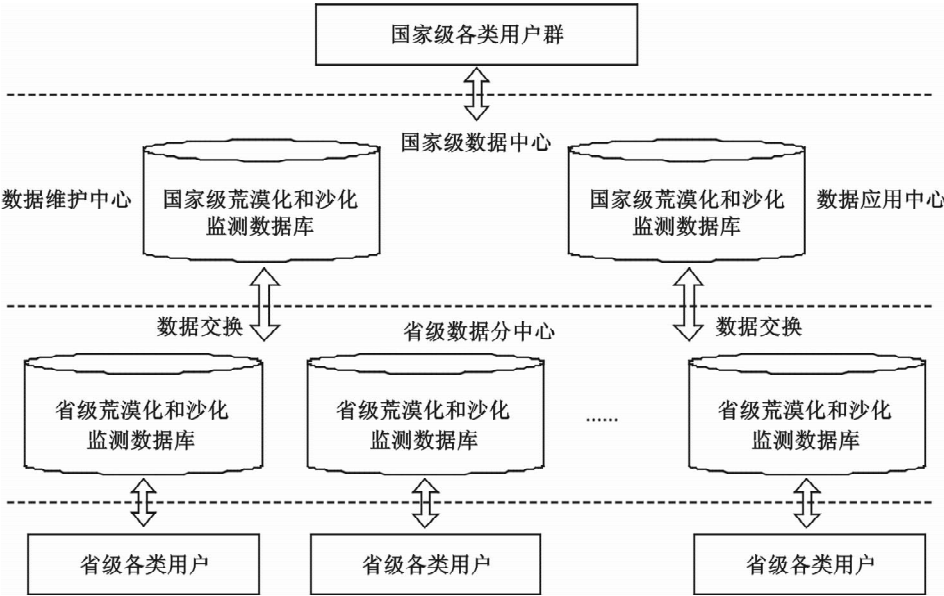 国家级各类用户群
国家级数据中心
数据维护中心
国家级荒漠化和沙化
监测数据库
国家级荒漠化和沙化
监测数据库
数据应用中心
数据交换
省级数据分中心
数据交换
省级荒漠化和沙化
监测数据库
省级荒漠化和沙化
监测数据库
……
省级荒漠化和沙化
监测数据库
省级各类用户
省级各类用户
省级各类用户